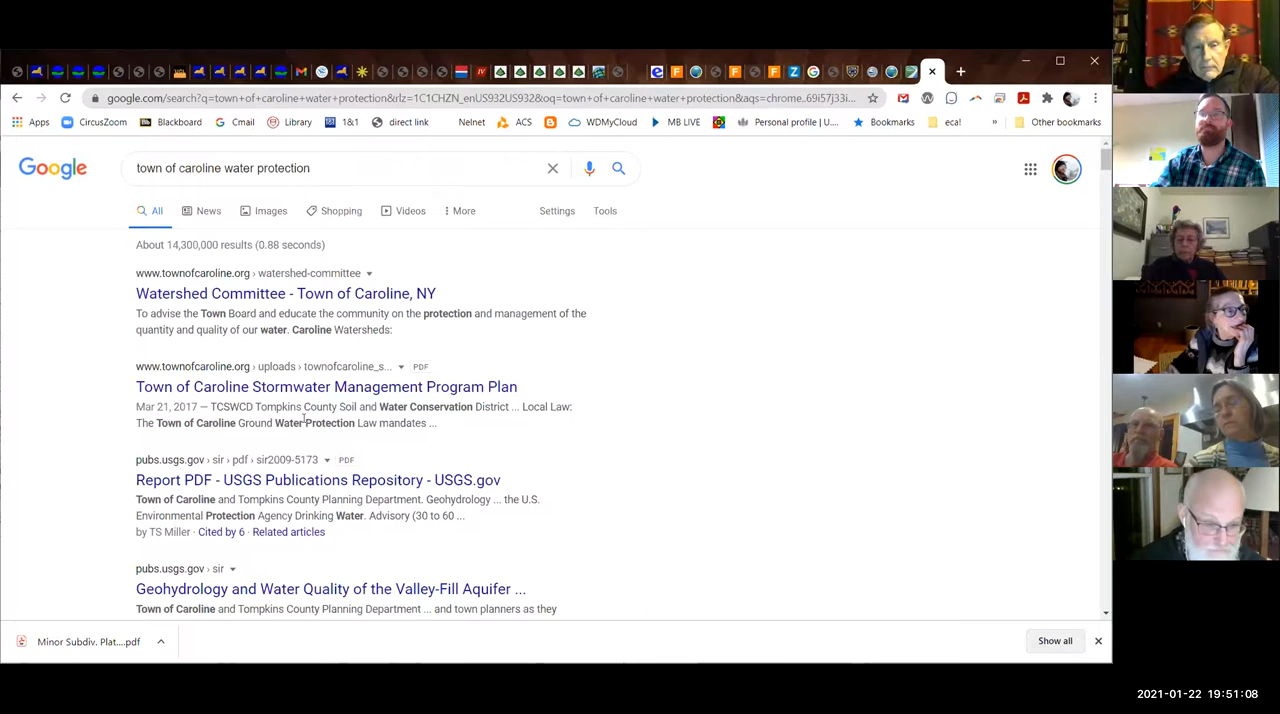 google.com/search?q=town+of+caroline+water+protection&rlz=1C1CHZN_enUS932US932&oq=town+of+caroline+water+protection&aqs=chrome..69i57j33i...
Apps CircusZoom Blackboard Gmail Library 1&1 direct link Nelnet ACS WDMyCloud MB LIVE Personal profile | U.... Bookmarks eca! » Other bookmarks
Google town of caroline water protection
All News Images Shopping Videos More Settings Tools
About 14,300,000 results (0.88 seconds)
www.townofcaroline.org › watershed-committee
Watershed Committee - Town of Caroline, NY
To advise the Town Board and educate the community on the protection and management of the
quantity and quality of our water. Caroline Watersheds:
www.townofcaroline.org › uploads › townofcaroline_s... PDF
Town of Caroline Stormwater Management Program Plan
Mar 21, 2017 — TCSWCD Tompkins County Soil and Water Conservation District ... Local Law:
The Town of Caroline Ground Water Protection Law mandates ...
pubs.usgs.gov › sir › pdf › sir2009-5173 PDF
Report PDF - USGS Publications Repository - USGS.gov
Town of Caroline and Tompkins County Planning Department. Geohydrology ... the U.S.
Environmental Protection Agency Drinking Water. Advisory (30 to 60 ...
by TS Miller · Cited by 6 · Related articles
pubs.usgs.gov › sir
Geohydrology and Water Quality of the Valley-Fill Aquifer ...
Town of Caroline and Tompkins County Planning Department ... and town planners as they
Minor Subdiv. Plat....pdf Show all
2021-01-22 19:51:08